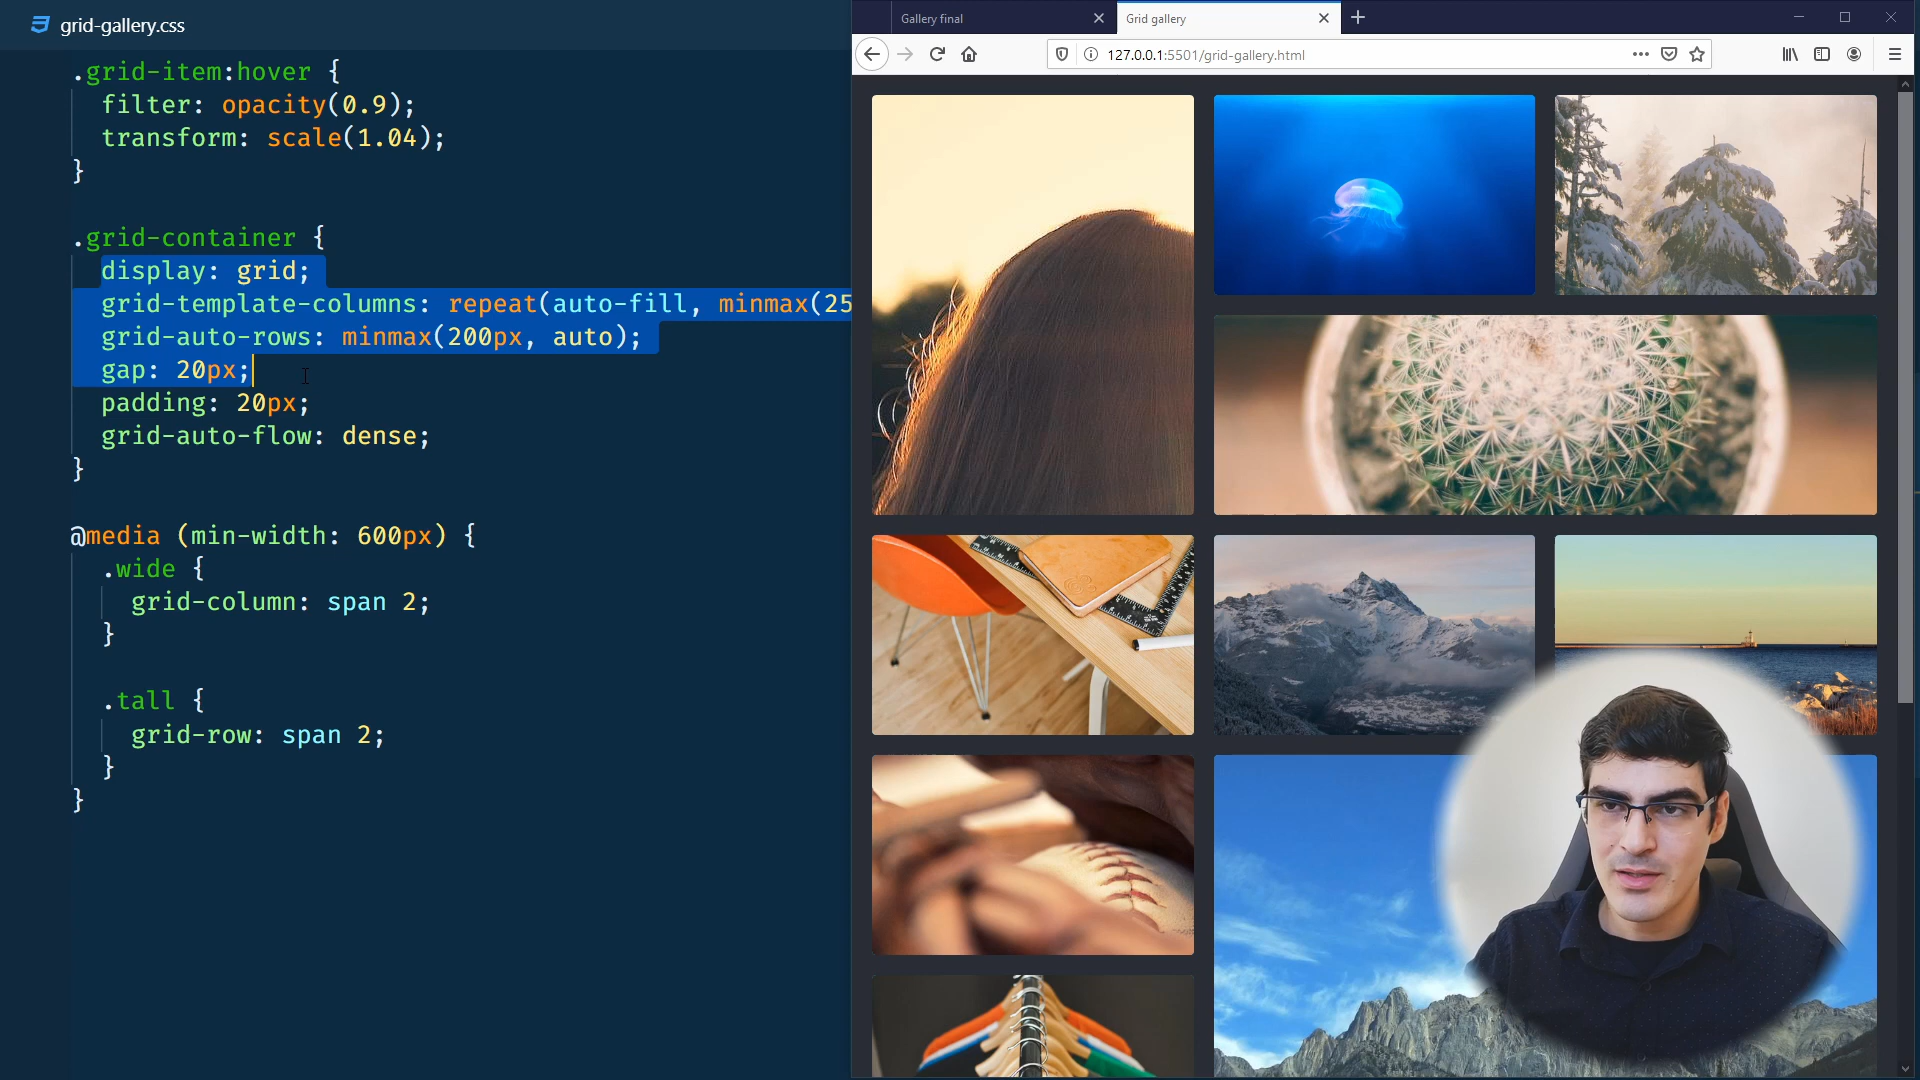 grid-gallery.css
.grid-item:hover {
filter: opacity(0.9);
transform: scale(1.04);
}
.grid-container {
display: grid;
grid-template-columns: repeat(auto-fill, minmax(25
grid-auto-rows: minmax(200px, auto);
gap: 20px;
padding: 20px;
grid-auto-flow: dense;
}
@media (min-width: 600px) {
.wide {
grid-column: span 2;
}
.tall {
grid-row: span 2;
}
}
Gallery final
Grid gallery
127.0.0.1:5501/grid-gallery.html